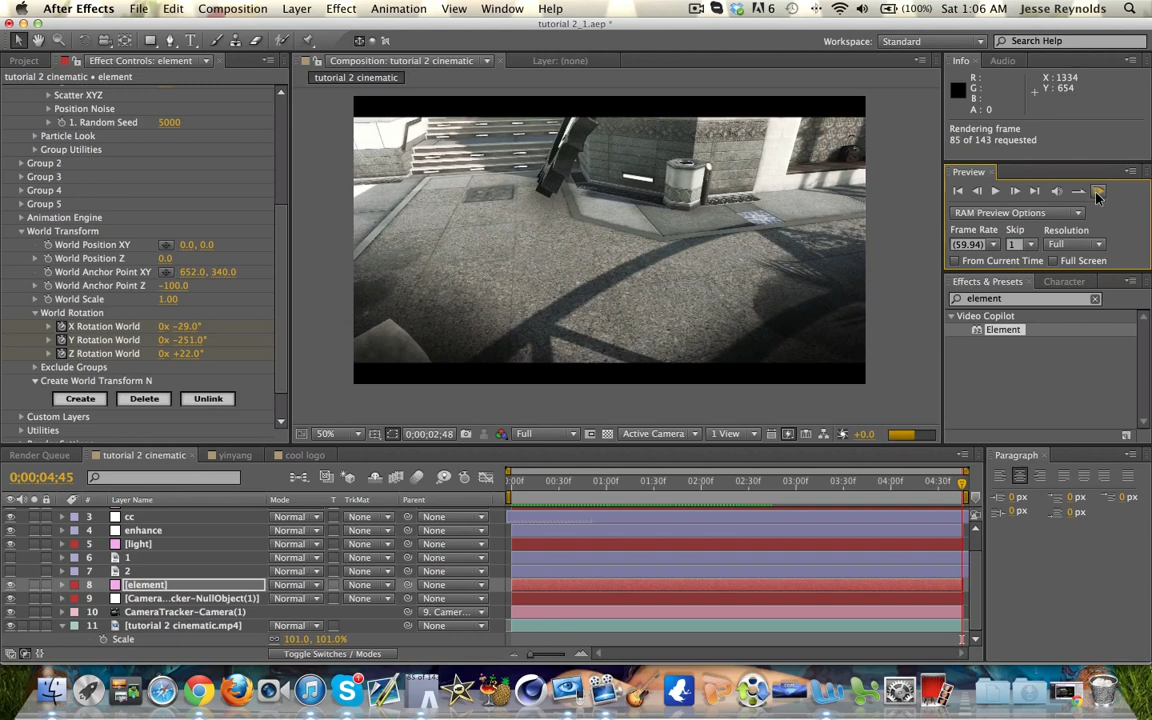 After Effects File Edit Composition Layer Effect Animation View Window Help 6 (100%) Sat 1:06 AM Jesse Reynolds
tutorial 2_1.aep *
Workspace: Standard Search Help
Project Effect Controls: element Composition: tutorial 2 cinematic Layer: (none) Info Audio
tutorial 2 cinematic • element
tutorial 2 cinematic
R:
G:
B:
A: 0
X: 1334
Y: 654
Rendering frame
85 of 143 requested
Preview
RAM Preview Options
Frame Rate Skip Resolution
(59.94) 1 Full
From Current Time Full Screen
Effects & Presets Character
element
Video Copilot
Element
Scatter XYZ
Position Noise
1. Random Seed 5000
Particle Look
Group Utilities
Group 2
Group 3
Group 4
Group 5
Animation Engine
World Transform
World Position XY 0.0, 0.0
World Position Z 0.0
World Anchor Point XY 652.0, 340.0
World Anchor Point Z -100.0
World Scale 1.00
World Rotation
X Rotation World 0x -29.0°
Y Rotation World 0x -251.0°
Z Rotation World 0x +22.0°
Exclude Groups
Create World Transform N
Create Delete Unlink
Custom Layers
Utilities
50% 0;00;02;48 Full Active Camera 1 View +0.0
Render Queue tutorial 2 cinematic yinyang cool logo
0;00;04;45
:00f 00:30f 01:00f 01:30f 02:00f 02:30f 03:00f 03:30f 04:00f 04:30f
# Layer Name Mode T TrkMat Parent
3 cc Normal None None
4 enhance Normal None None
5 [light] Normal None None
6 1 Normal None None
7 2 Normal None None
8 [element] Normal None None
9 [Camera...cker-NullObject(1)] Normal None None
10 CameraTracker-Camera(1) 9. Camer...
11 [tutorial 2 cinematic.mp4] Normal None None
Scale 101.0, 101.0%
Toggle Switches / Modes
Paragraph
0 px 0 px 0 px
0 px 0 px
85 of 143